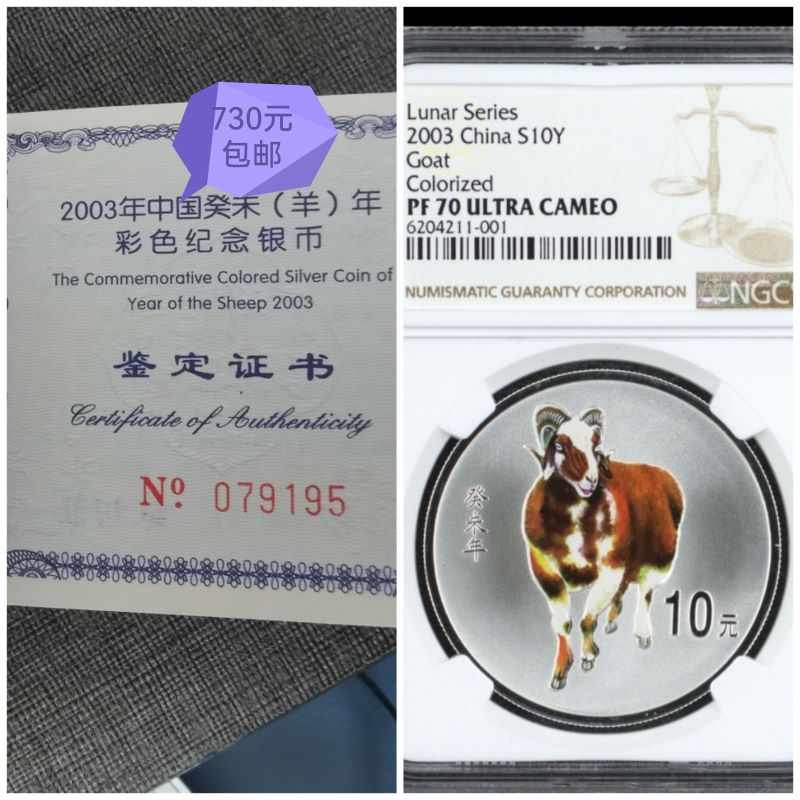 730元
包邮
2003年中国癸未（羊）年
彩色纪念银币
The Commemorative Colored Silver Coin of
Year of the Sheep 2003
鉴定证书
Certificate of Authenticity
Nº 079195
Lunar Series
2003 China S10Y
Goat
Colorized
PF 70 ULTRA CAMEO
6204211-001
NUMISMATIC GUARANTY CORPORATION
NGC
癸未年
10元